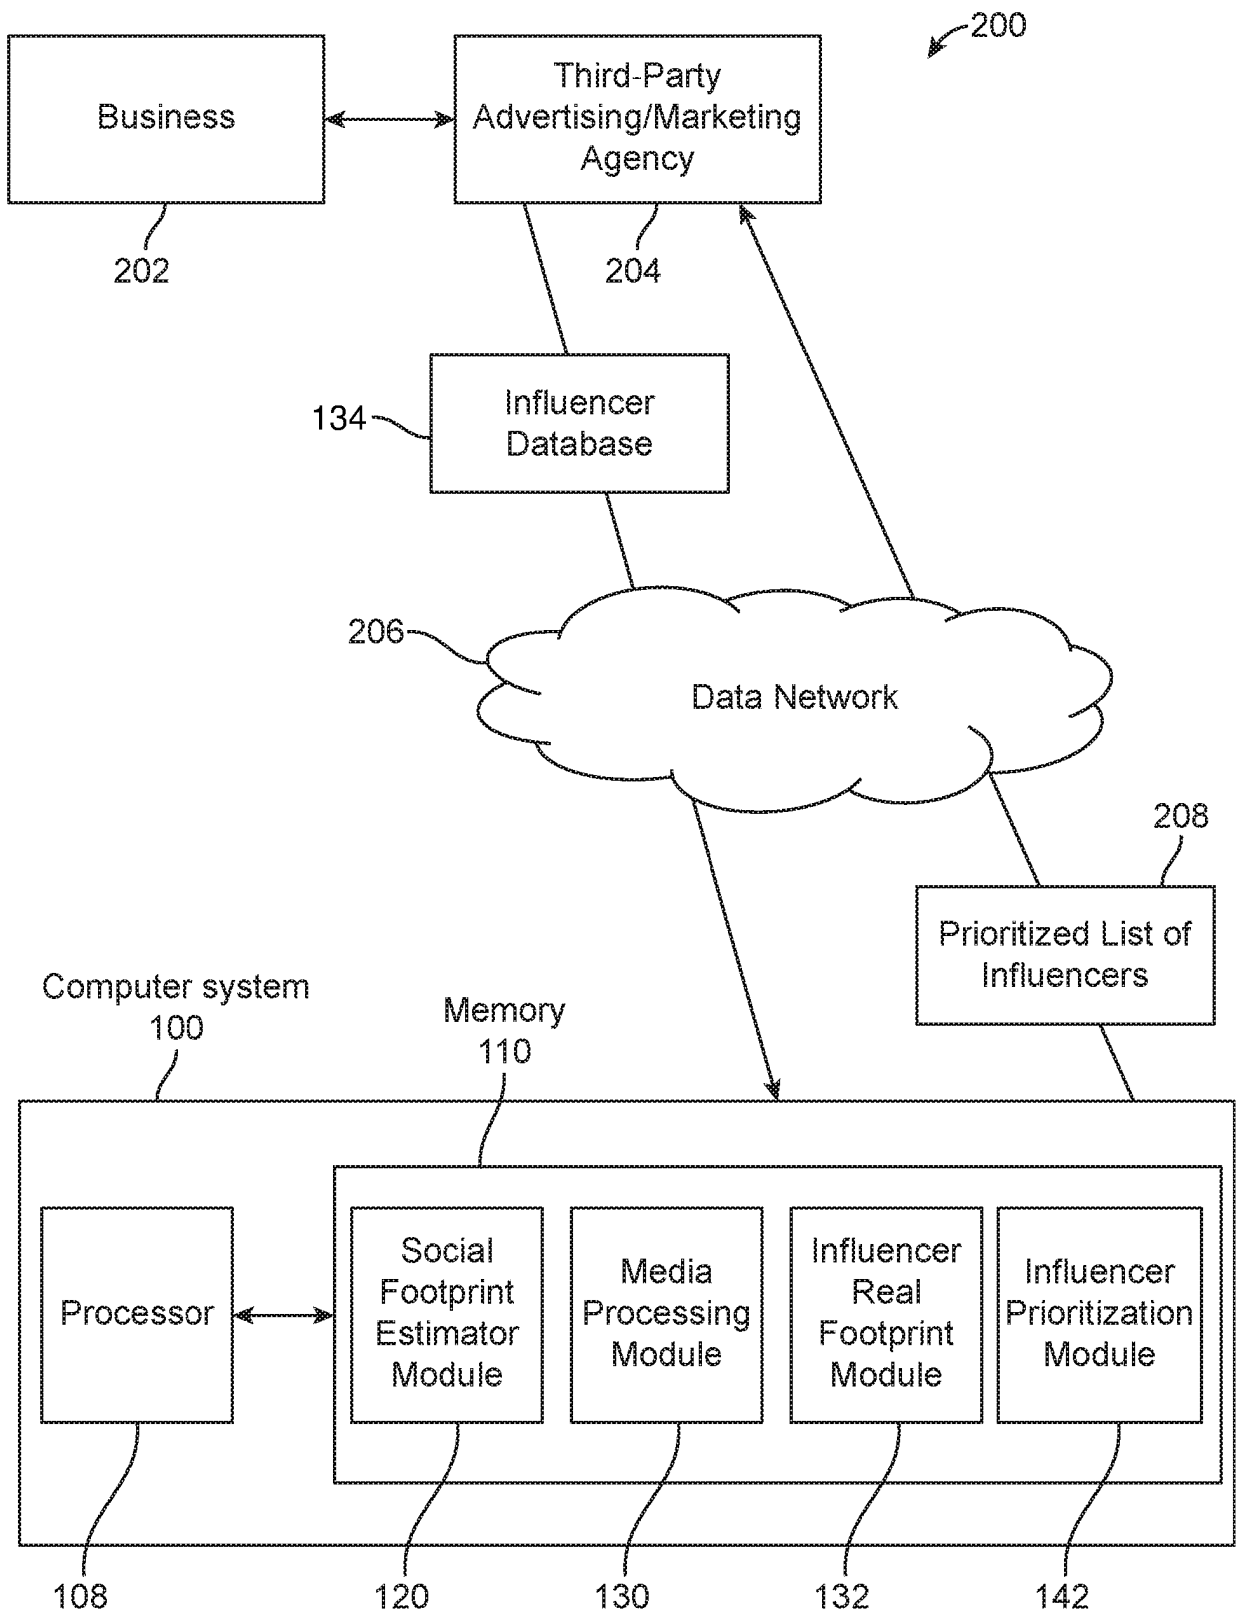 200
Business
Third-Party
Advertising/Marketing
Agency
202
204
134
Influencer
Database
206
Data Network
208
Prioritized List of
Influencers
Computer system
100
Memory
110
Processor
Social
Footprint
Estimator
Module
Media
Processing
Module
Influencer
Real
Footprint
Module
Influencer
Prioritization
Module
108
120
130
132
142